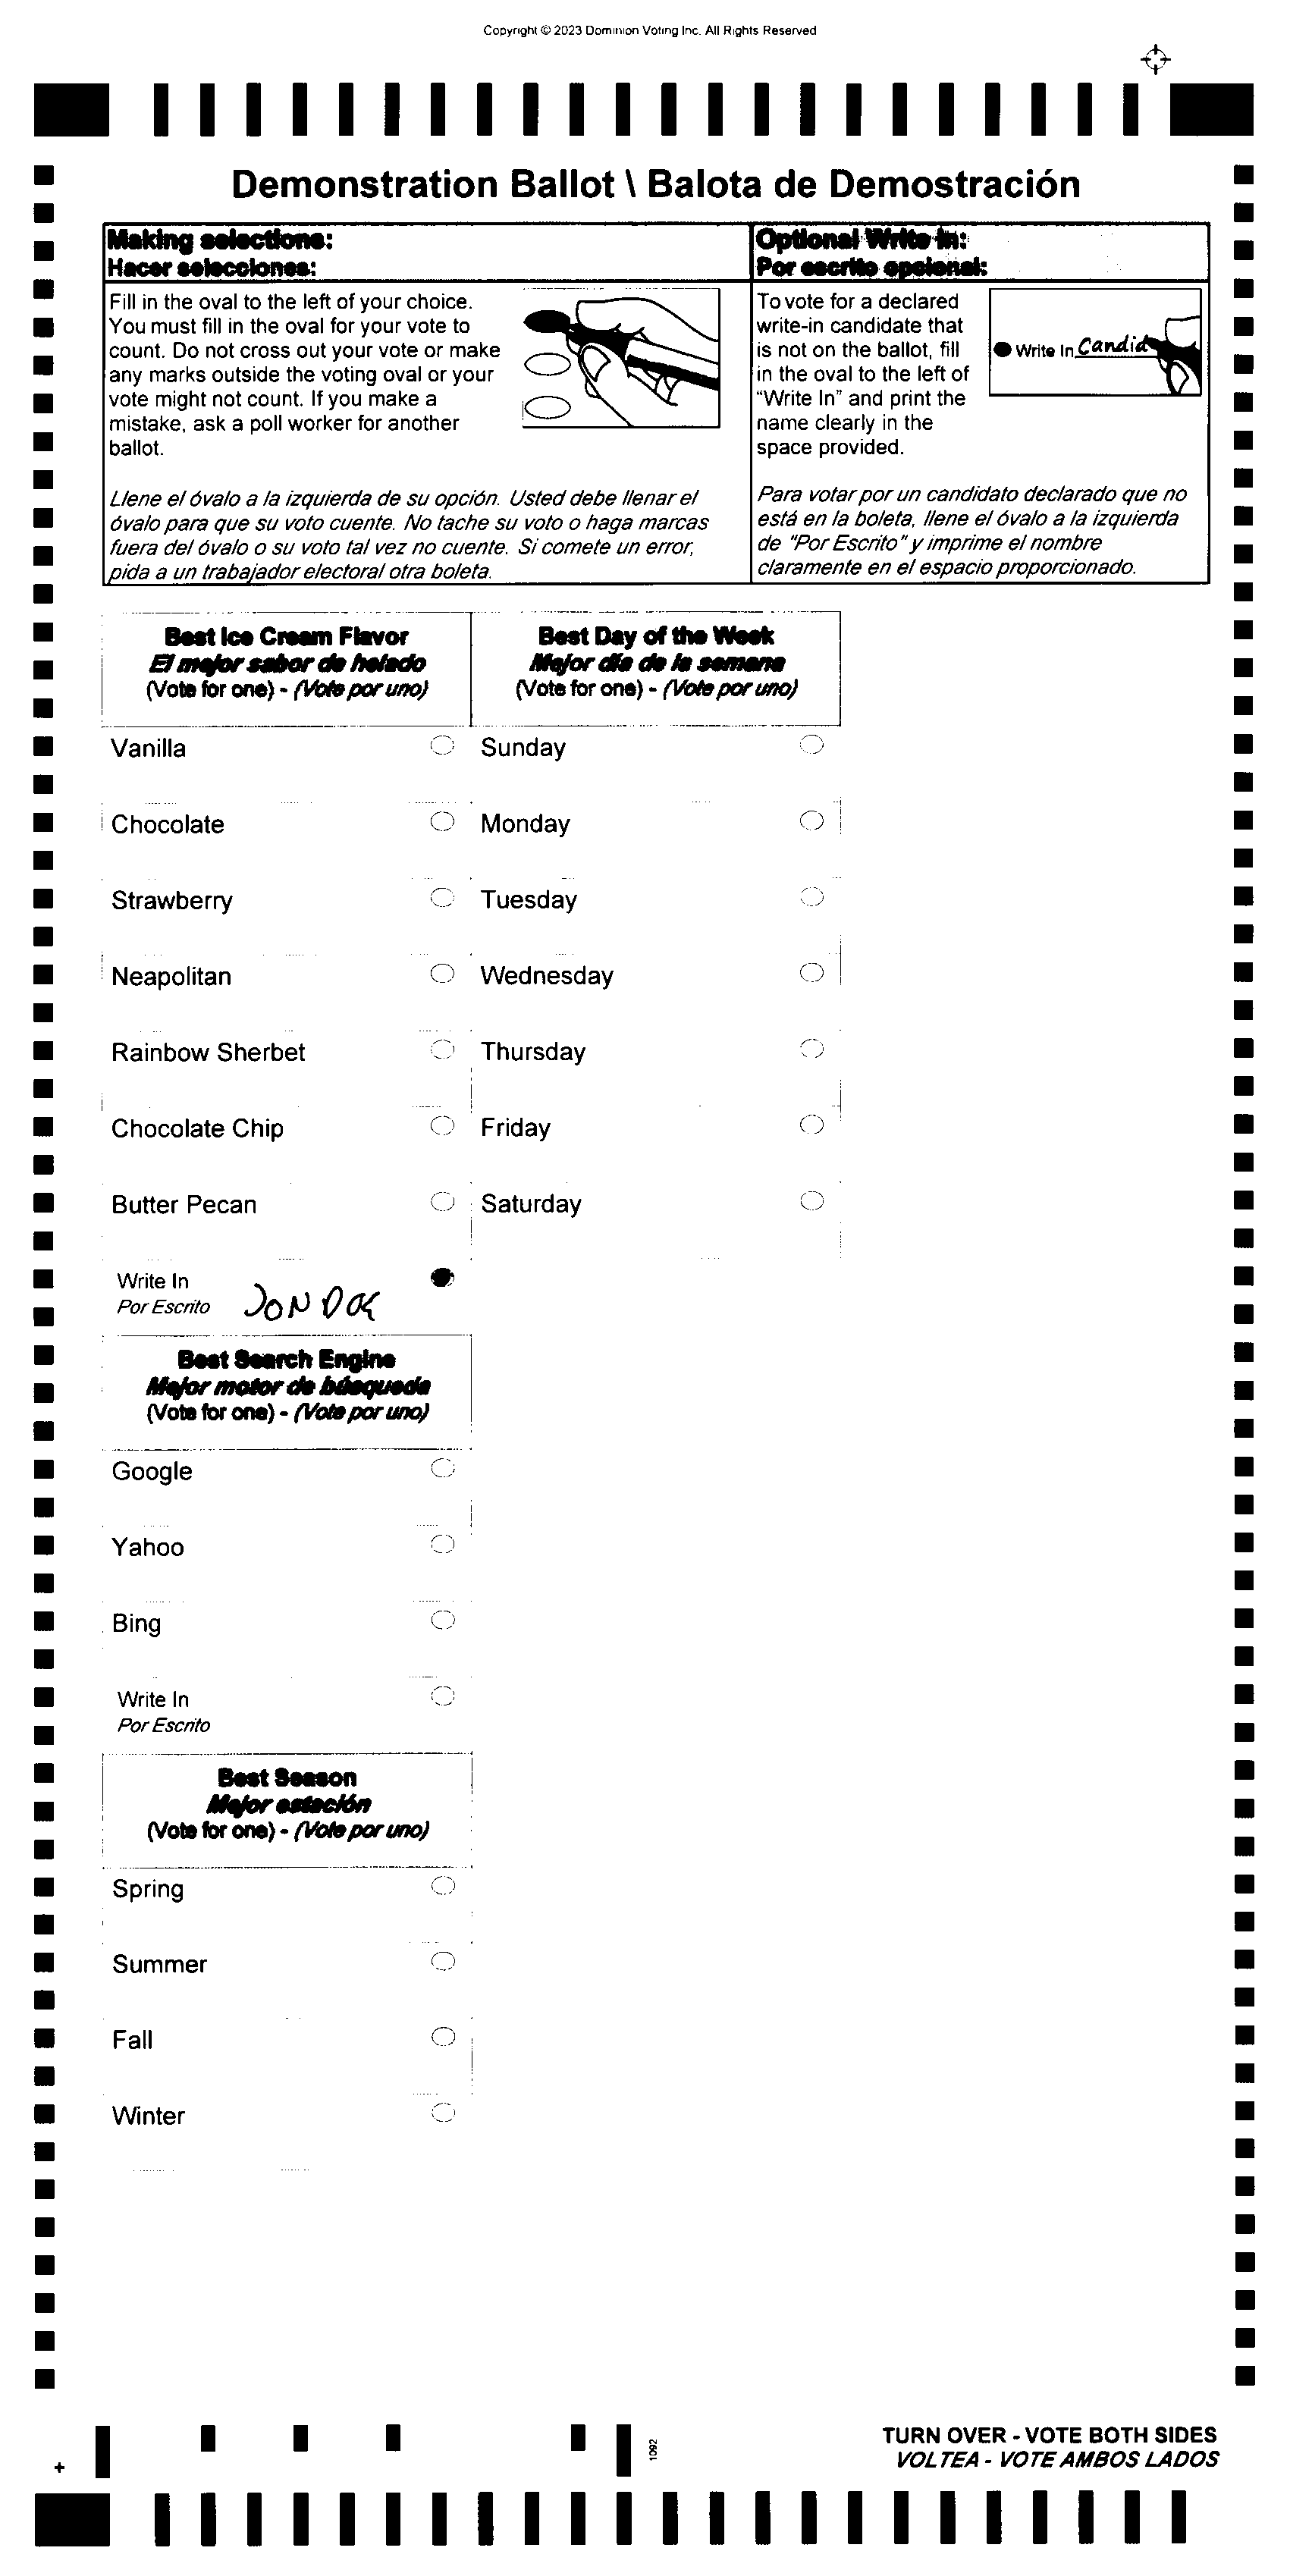 Copyright © 2023 Dominion Voting Inc. All Rights Reserved
Demonstration Ballot \ Balota de Demostración
Making selections:
Hacer selecciones:
Fill in the oval to the left of your choice.
You must fill in the oval for your vote to
count. Do not cross out your vote or make
any marks outside the voting oval or your
vote might not count. If you make a
mistake, ask a poll worker for another
ballot.
Llene el óvalo a la izquierda de su opción. Usted debe llenar el
óvalo para que su voto cuente. No tache su voto o haga marcas
fuera del óvalo o su voto tal vez no cuente. Si comete un error,
pida a un trabajador electoral otra boleta.
Optional Write in:
Por escrito opcional:
To vote for a declared
write-in candidate that
is not on the ballot, fill
in the oval to the left of
"Write In" and print the
name clearly in the
space provided.
Write In Candid
Para votar por un candidato declarado que no
está en la boleta, llene el óvalo a la izquierda
de "Por Escrito" y imprime el nombre
claramente en el espacio proporcionado.
Best Ice Cream Flavor
El mejor sabor de helado
(Vote for one) - (Vote por uno)
Vanilla
Chocolate
Strawberry
Neapolitan
Rainbow Sherbet
Chocolate Chip
Butter Pecan
Write In
Por Escrito JON DOE
Best Search Engine
Mejor motor de búsqueda
(Vote for one) - (Vote por uno)
Google
Yahoo
Bing
Write In
Por Escrito
Best Season
Mejor estación
(Vote for one) - (Vote por uno)
Spring
Summer
Fall
Winter
Best Day of the Week
Mejor día de la semana
(Vote for one) - (Vote por uno)
Sunday
Monday
Tuesday
Wednesday
Thursday
Friday
Saturday
1092
TURN OVER - VOTE BOTH SIDES
VOLTEA - VOTE AMBOS LADOS